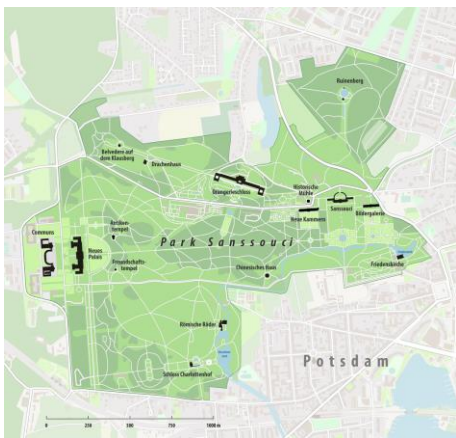 Ruinenberg
Belvedere auf
dem Klausberg
Drachenhaus
Orangerieschloss
Historische
Mühle
Sanssouci
Neue Kammern
Bildergalerie
Communs
Antiken-
tempel
Neues
Palais
Park Sanssouci
Freundschafts-
tempel
Chinesisches Haus
Friedenskirche
Römische Bäder
Schloss Charlottenhof
Potsdam
0
250
500
750
1000 m